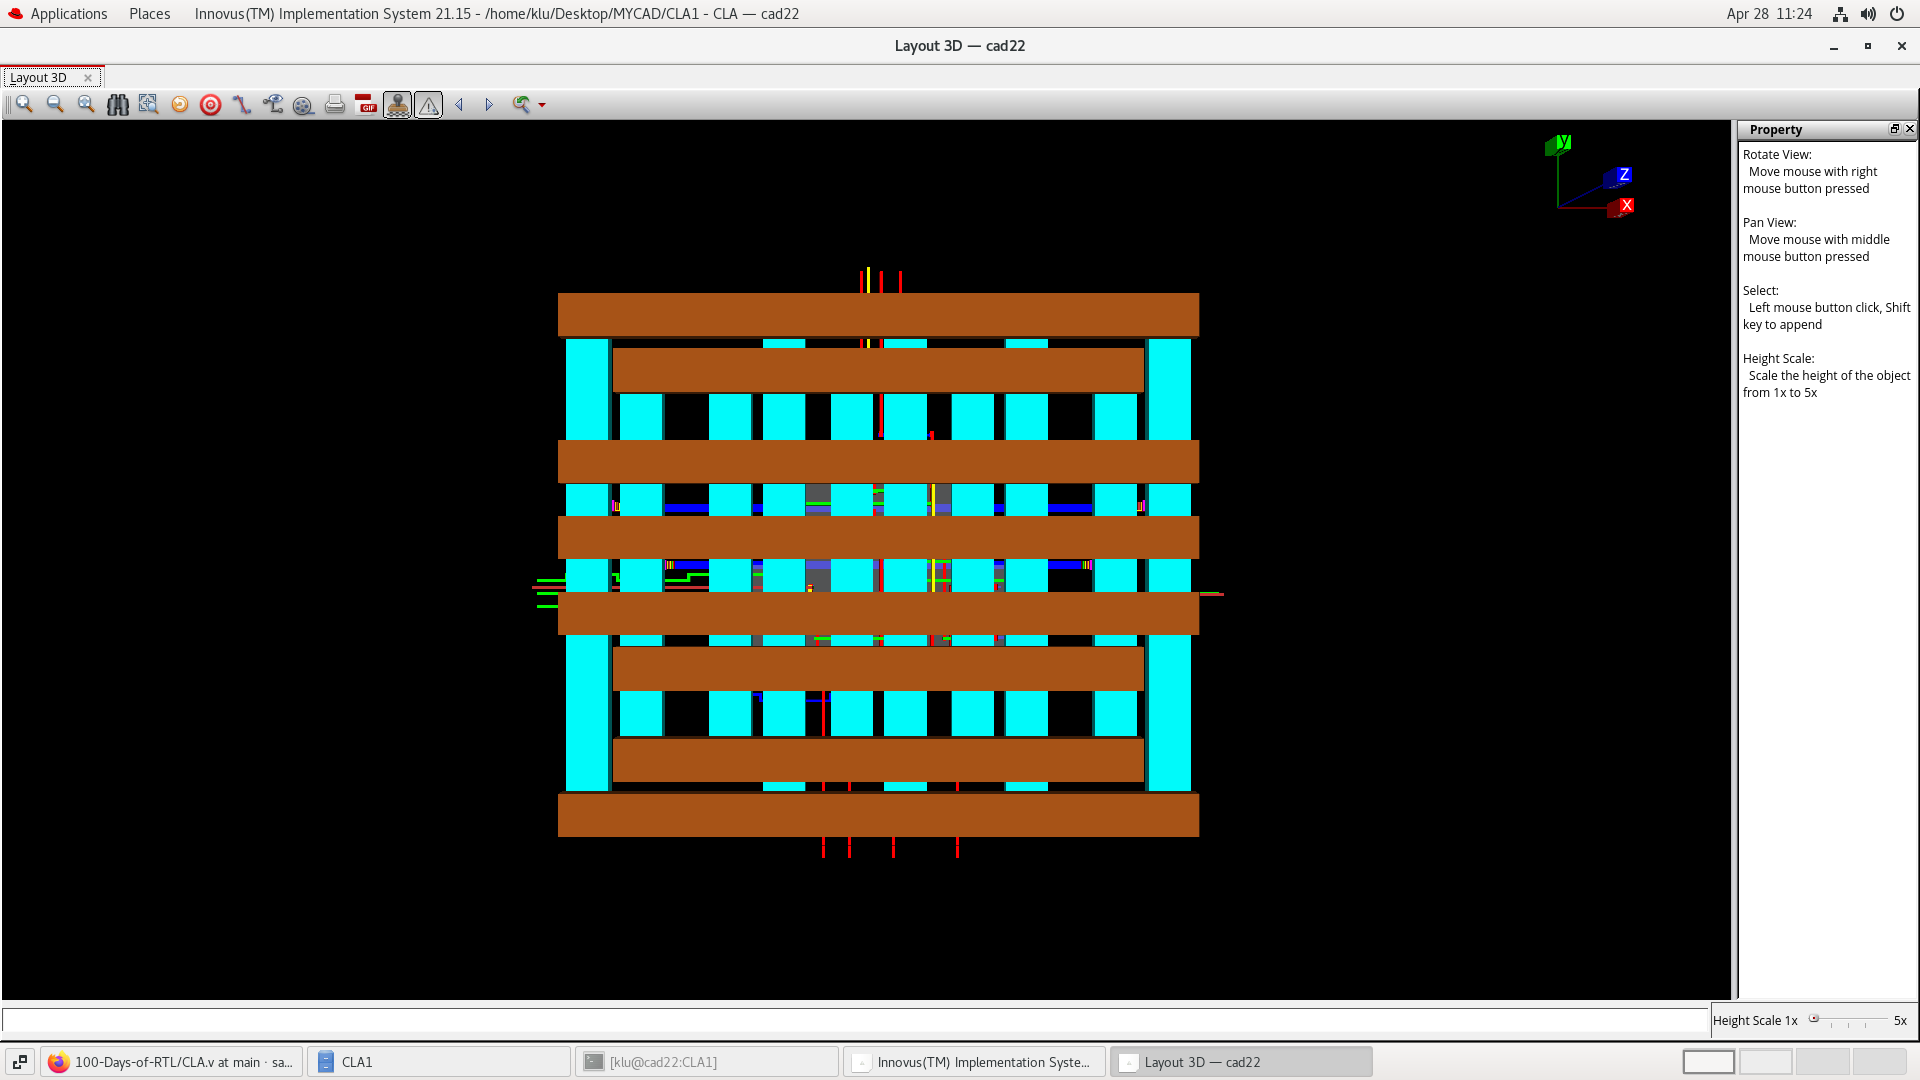 Applications Places Innovus(TM) Implementation System 21.15 - /home/klu/Desktop/MYCAD/CLA1 - CLA — cad22 Apr 28 11:24
Layout 3D — cad22
Layout 3D
GIF
Property
y
Z
X
Rotate View:
Move mouse with right
mouse button pressed
Pan View:
Move mouse with middle
mouse button pressed
Select:
Left mouse button click, Shift
key to append
Height Scale:
Scale the height of the object
from 1x to 5x
Height Scale 1x 5x
100-Days-of-RTL/CLA.v at main · sa... CLA1 [klu@cad22:CLA1] Innovus(TM) Implementation Syste... Layout 3D — cad22